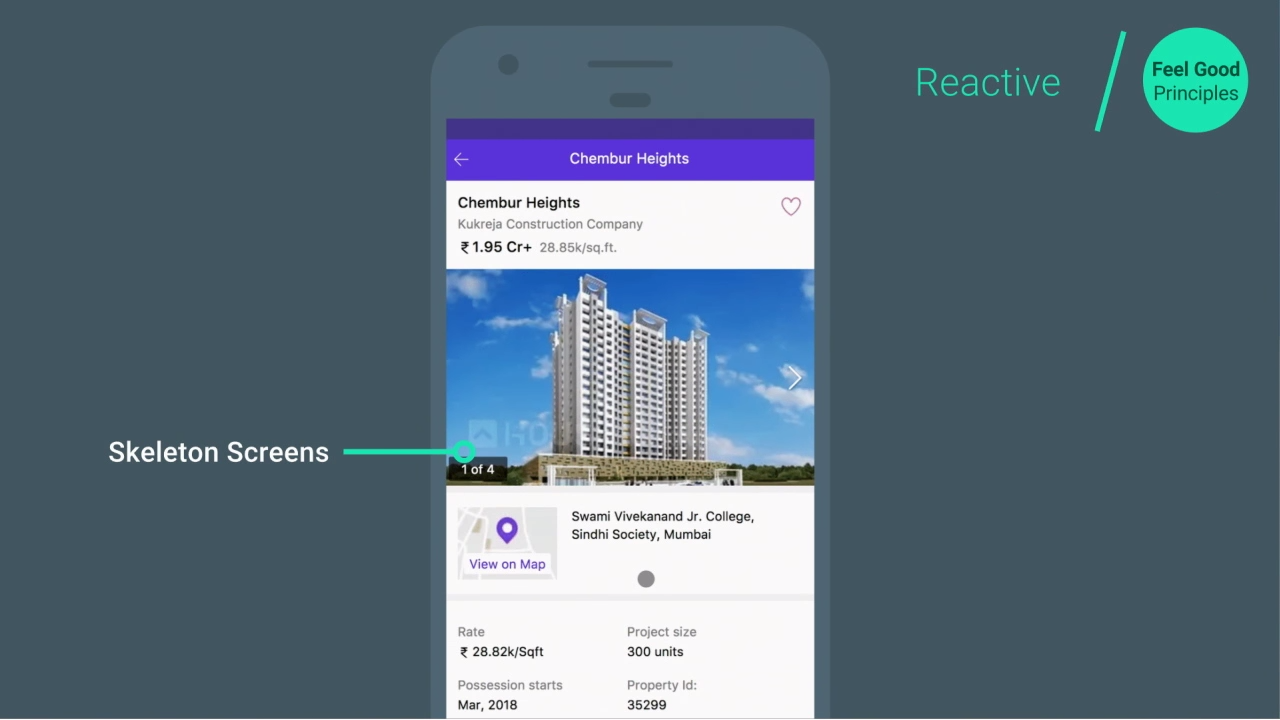 Reactive
Feel Good
Principles
Chembur Heights
Chembur Heights
Kukreja Construction Company
₹ 1.95 Cr+ 28.85k/sq.ft.
Skeleton Screens
1 of 4
Swami Vivekanand Jr. College,
Sindhi Society, Mumbai
View on Map
Rate
Project size
₹ 28.82k/Sqft
300 units
Possession starts
Property Id:
Mar, 2018
35299